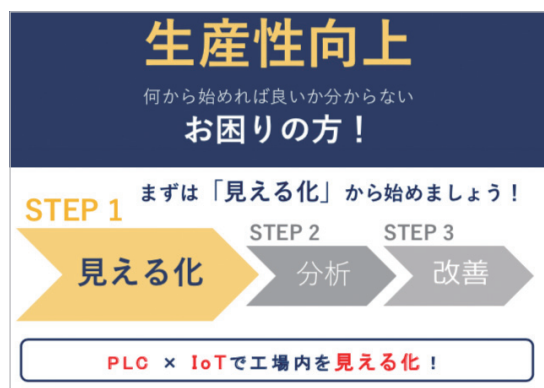 生産性向上
何から始めれば良いか分からない
お困りの方！
まずは「見える化」から始めましょう！
STEP 1
見える化
STEP 2
分析
STEP 3
改善
PLC × IoTで工場内を見える化！